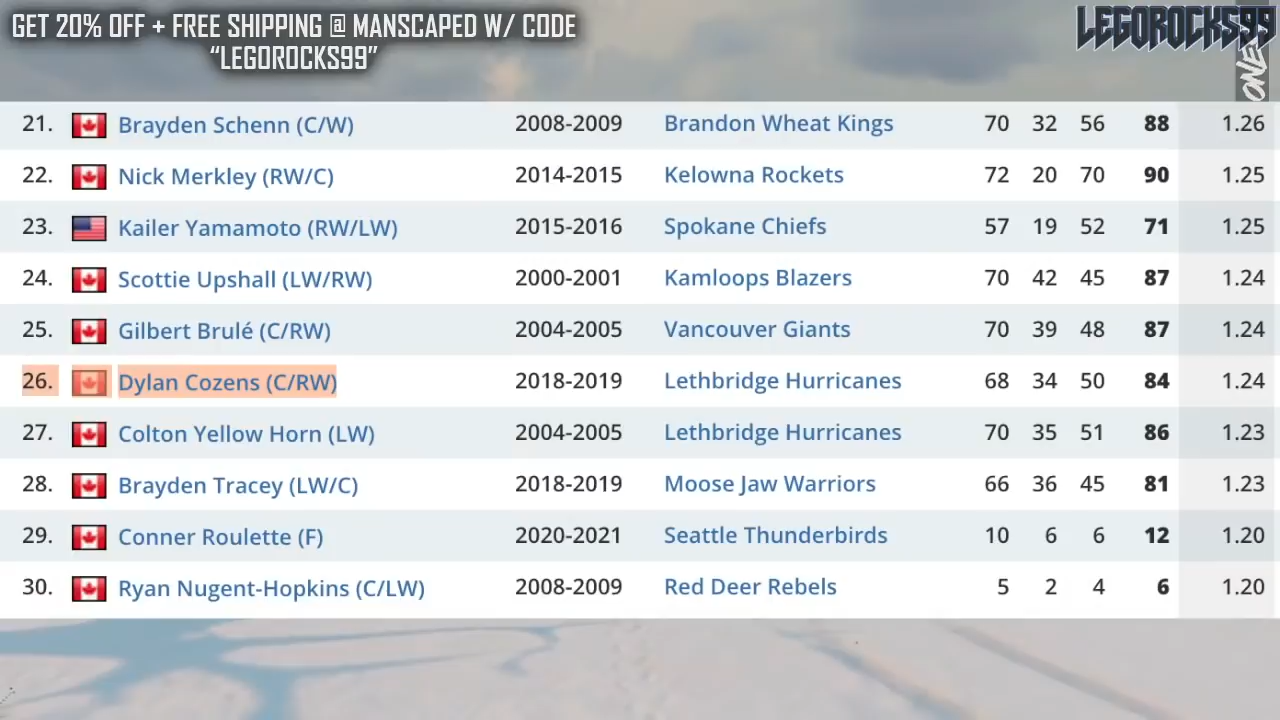 GET 20% OFF + FREE SHIPPING @ MANSCAPED W/ CODE
"LEGOROCKS99"
LEGOROCKS99
ONE
21. Brayden Schenn (C/W) 2008-2009 Brandon Wheat Kings 70 32 56 88 1.26
22. Nick Merkley (RW/C) 2014-2015 Kelowna Rockets 72 20 70 90 1.25
23. Kailer Yamamoto (RW/LW) 2015-2016 Spokane Chiefs 57 19 52 71 1.25
24. Scottie Upshall (LW/RW) 2000-2001 Kamloops Blazers 70 42 45 87 1.24
25. Gilbert Brulé (C/RW) 2004-2005 Vancouver Giants 70 39 48 87 1.24
26. Dylan Cozens (C/RW) 2018-2019 Lethbridge Hurricanes 68 34 50 84 1.24
27. Colton Yellow Horn (LW) 2004-2005 Lethbridge Hurricanes 70 35 51 86 1.23
28. Brayden Tracey (LW/C) 2018-2019 Moose Jaw Warriors 66 36 45 81 1.23
29. Conner Roulette (F) 2020-2021 Seattle Thunderbirds 10 6 6 12 1.20
30. Ryan Nugent-Hopkins (C/LW) 2008-2009 Red Deer Rebels 5 2 4 6 1.20